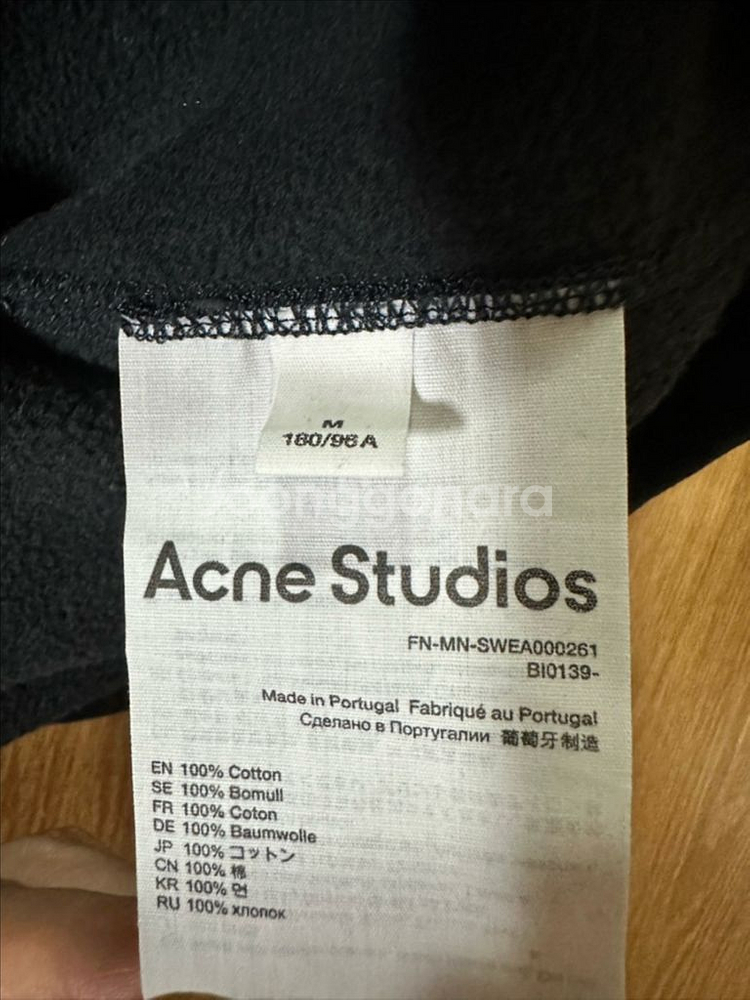 M
180/96A
Joonggonara
Acne Studios
FN-MN-SWEA000261
BI0139-
Made in Portugal Fabriqué au Portugal
Сделано в Португалии 葡萄牙制造
EN 100% Cotton
SE 100% Bomull
FR 100% Coton
DE 100% Baumwolle
JP 100% コットン
CN 100% 棉
KR 100% 면
RU 100% хлопок